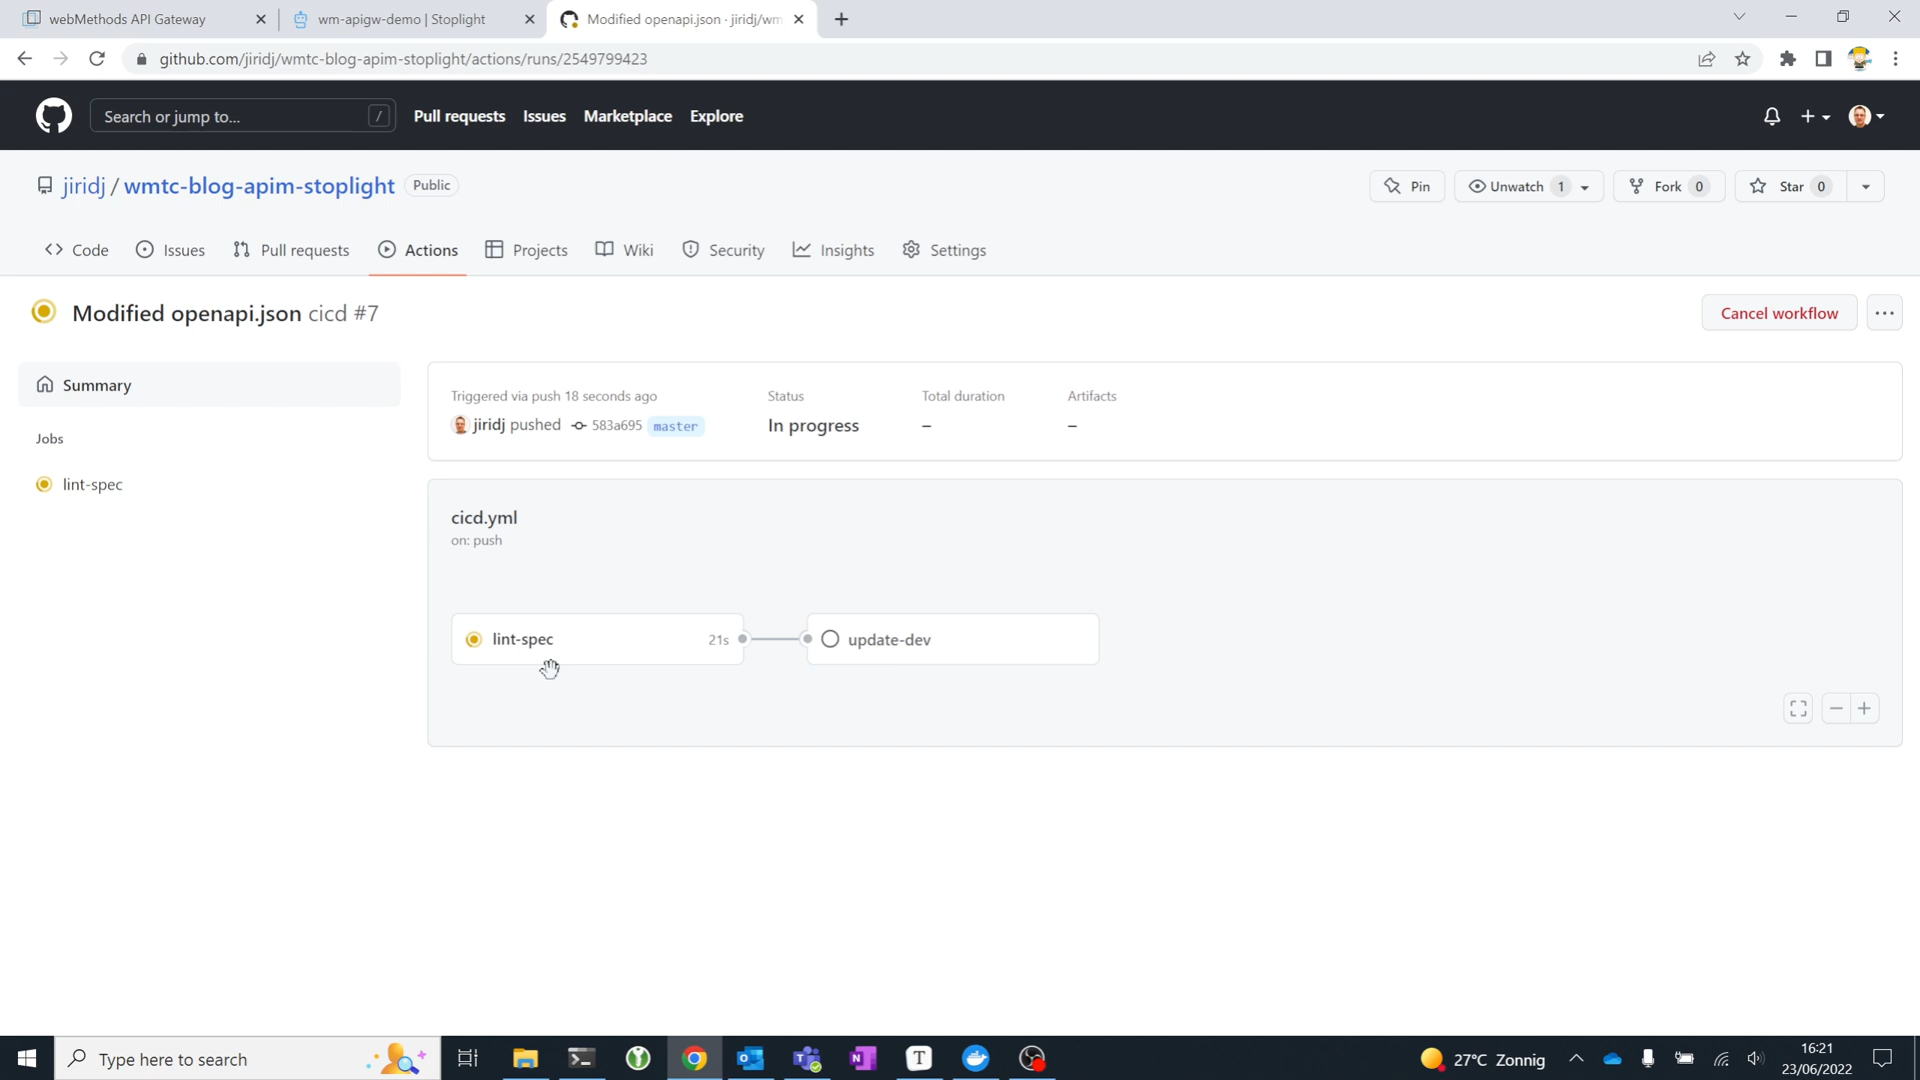 webMethods API Gateway
wm-apigw-demo | Stoplight
Modified openapi.json · jiridj/wm
github.com/jiridj/wmtc-blog-apim-stoplight/actions/runs/2549799423
Search or jump to... /
Pull requests Issues Marketplace Explore
jiridj / wmtc-blog-apim-stoplight Public
Pin Unwatch 1 Fork 0 Star 0
Code Issues Pull requests Actions Projects Wiki Security Insights Settings
Modified openapi.json cicd #7
Cancel workflow
Summary
Jobs
lint-spec
Triggered via push 18 seconds ago
jiridj pushed 583a695 master
Status
In progress
Total duration
–
Artifacts
–
cicd.yml
on: push
lint-spec 21s
update-dev
Type here to search
27°C Zonnig
16:21
23/06/2022